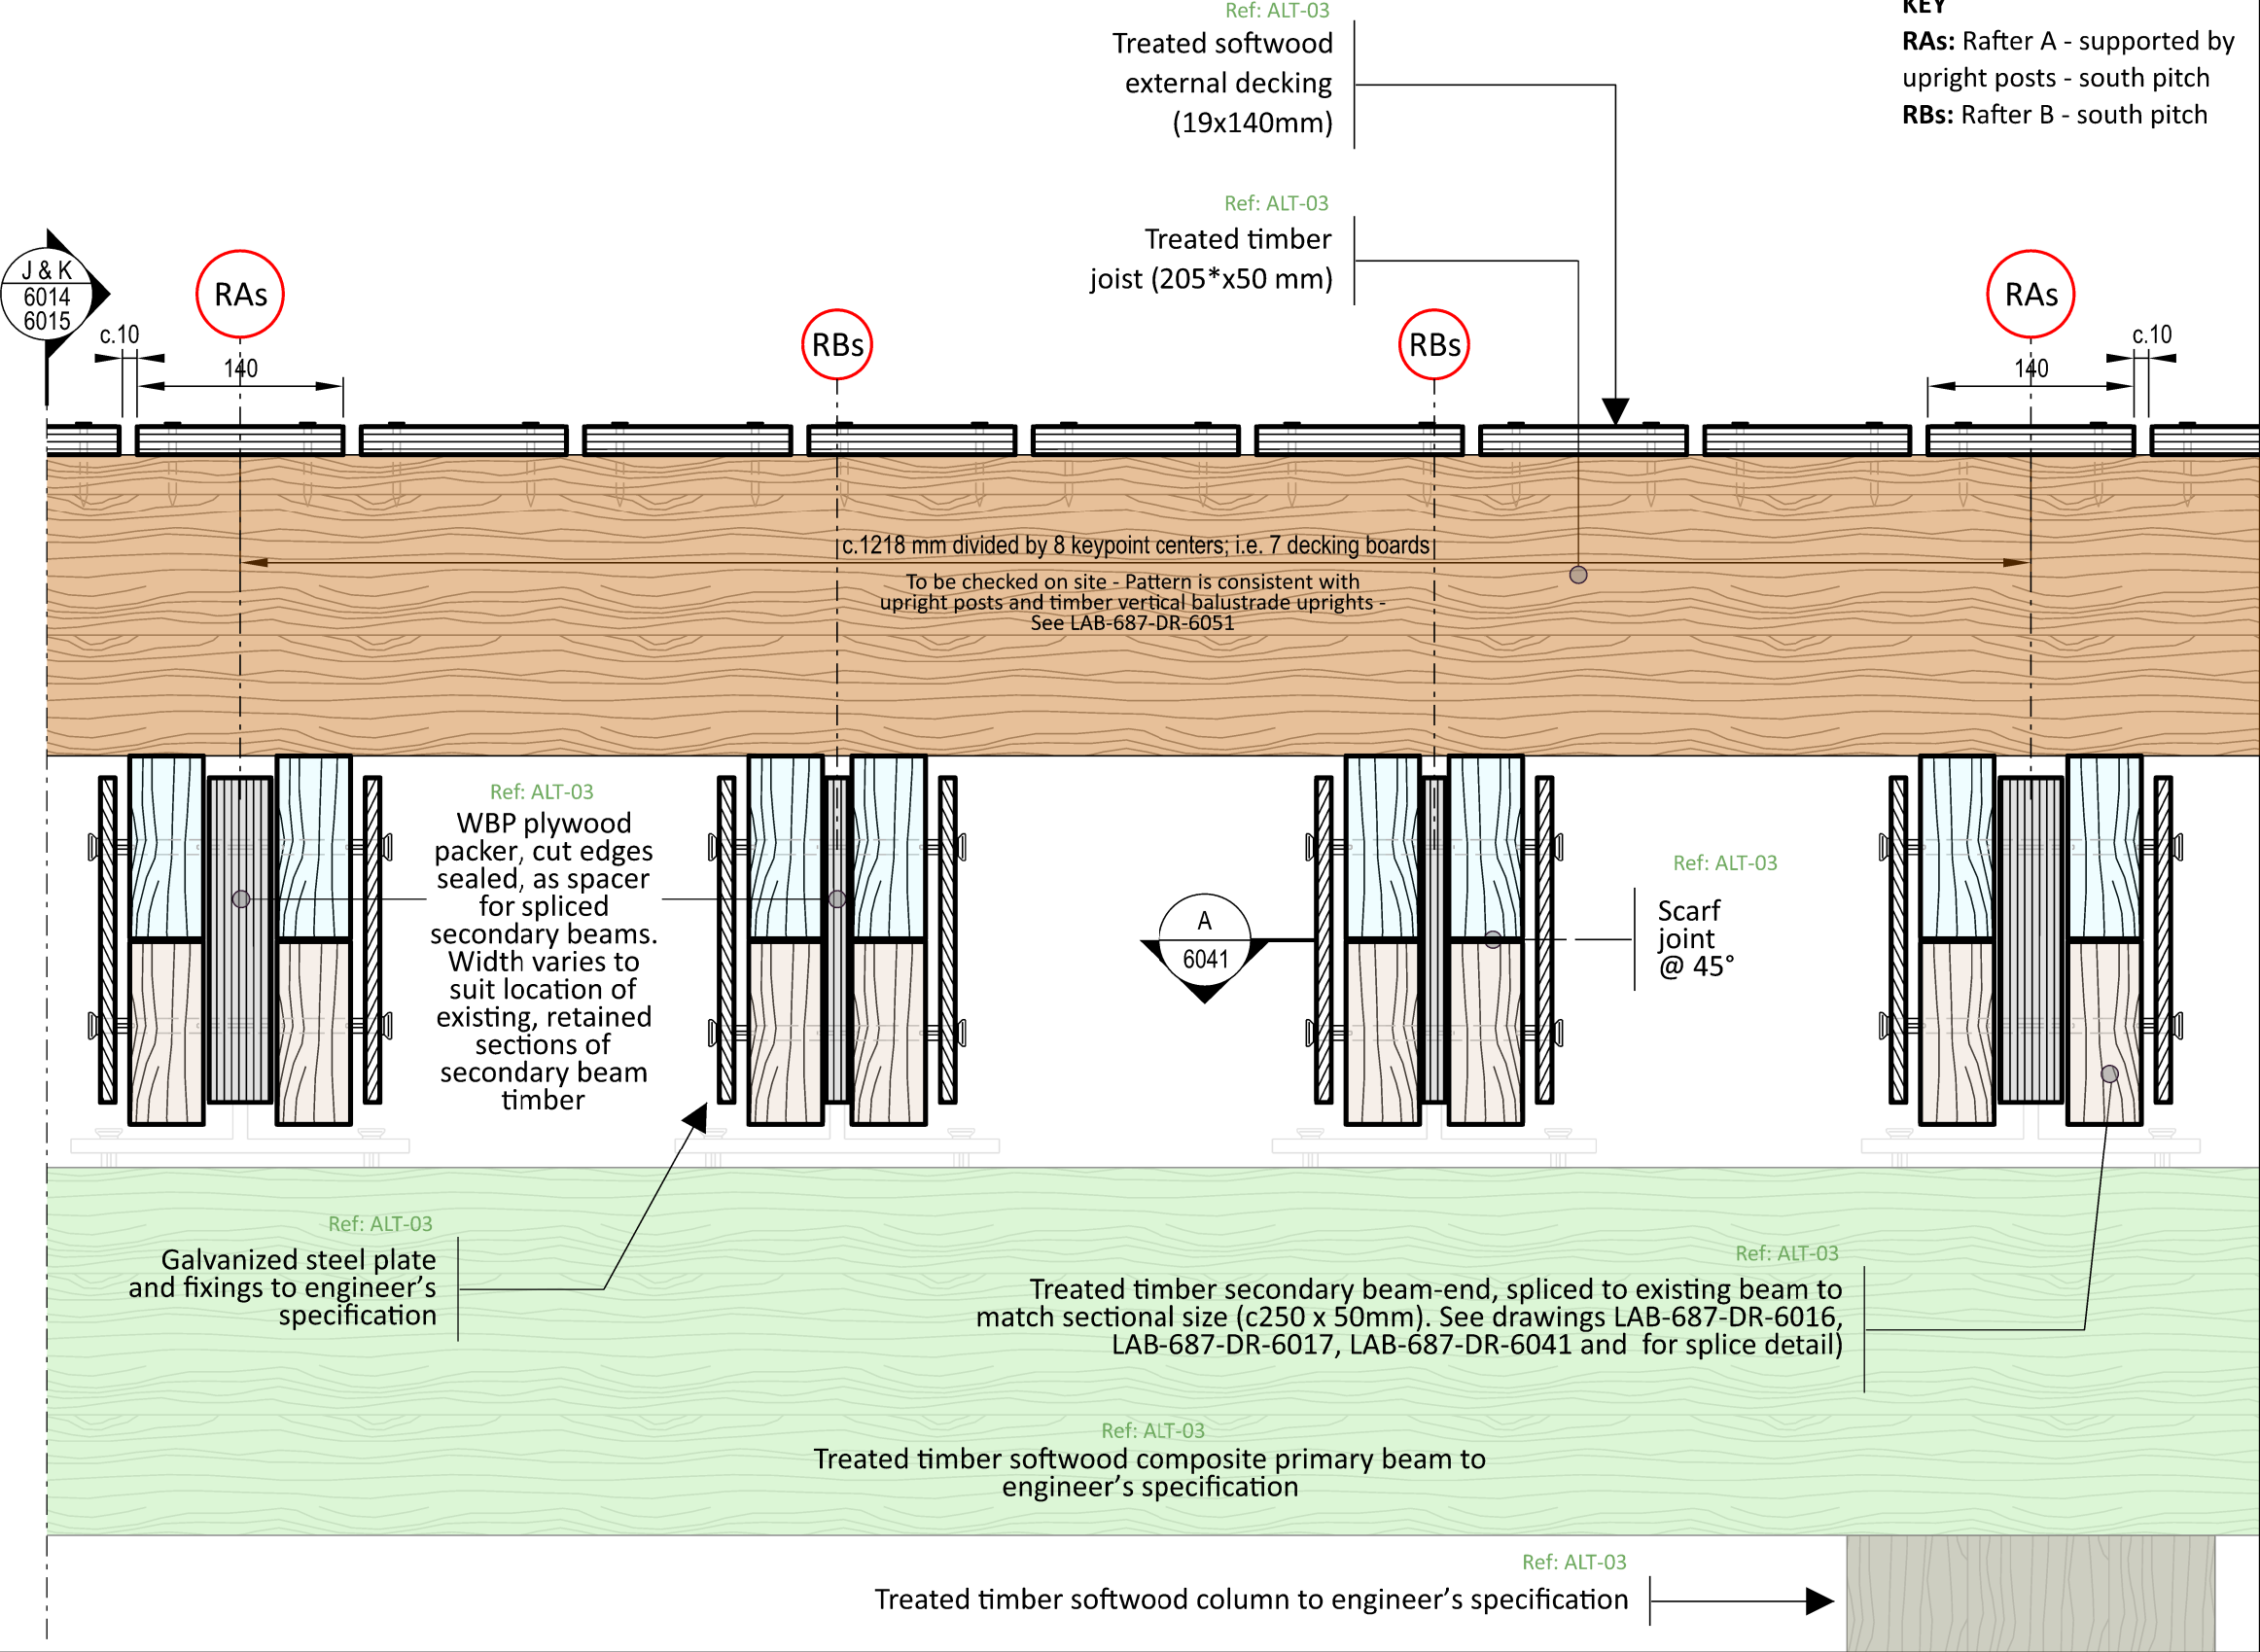 KEY
RAs: Rafter A - supported by
upright posts - south pitch
RBs: Rafter B - south pitch
Ref: ALT-03
Treated softwood
external decking
(19x140mm)
Ref: ALT-03
Treated timber
joist (205*x50 mm)
J & K
6014
6015
RAs
RBs
RBs
RAs
c.10
140
140
c.10
c.1218 mm divided by 8 keypoint centers; i.e. 7 decking boards
To be checked on site - Pattern is consistent with
upright posts and timber vertical balustrade uprights -
See LAB-687-DR-6051
Ref: ALT-03
WBP plywood
packer, cut edges
sealed, as spacer
for spliced
secondary beams.
Width varies to
suit location of
existing, retained
sections of
secondary beam
timber
A
6041
Ref: ALT-03
Scarf
joint
@ 45°
Ref: ALT-03
Galvanized steel plate
and fixings to engineer’s
specification
Ref: ALT-03
Treated timber secondary beam-end, spliced to existing beam to
match sectional size (c250 x 50mm). See drawings LAB-687-DR-6016,
LAB-687-DR-6017, LAB-687-DR-6041 and  for splice detail)
Ref: ALT-03
Treated timber softwood composite primary beam to
engineer’s specification
Ref: ALT-03
Treated timber softwood column to engineer’s specification